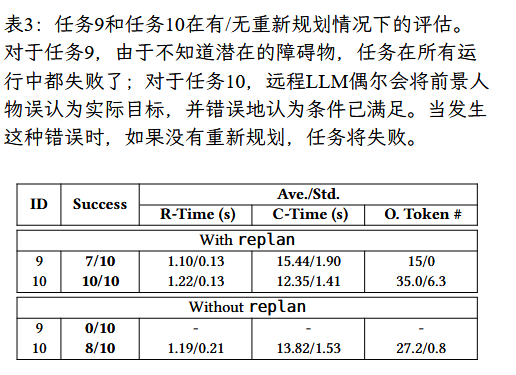 表3：任务9和任务10在有/无重新规划情况下的评估。
对于任务9，由于不知道潜在的障碍物，任务在所有运
行中都失败了；对于任务10，远程LLM偶尔会将前景人
物误认为实际目标，并错误地认为条件已满足。当发生
这种错误时，如果没有重新规划，任务将失败。
ID Success Ave./Std.
R-Time (s) C-Time (s) O. Token #
With replan
9 7/10 1.10/0.13 15.44/1.90 15/0
10 10/10 1.22/0.13 12.35/1.41 35.0/6.3
Without replan
9 0/10 - - -
10 8/10 1.19/0.21 13.82/1.53 27.2/0.8